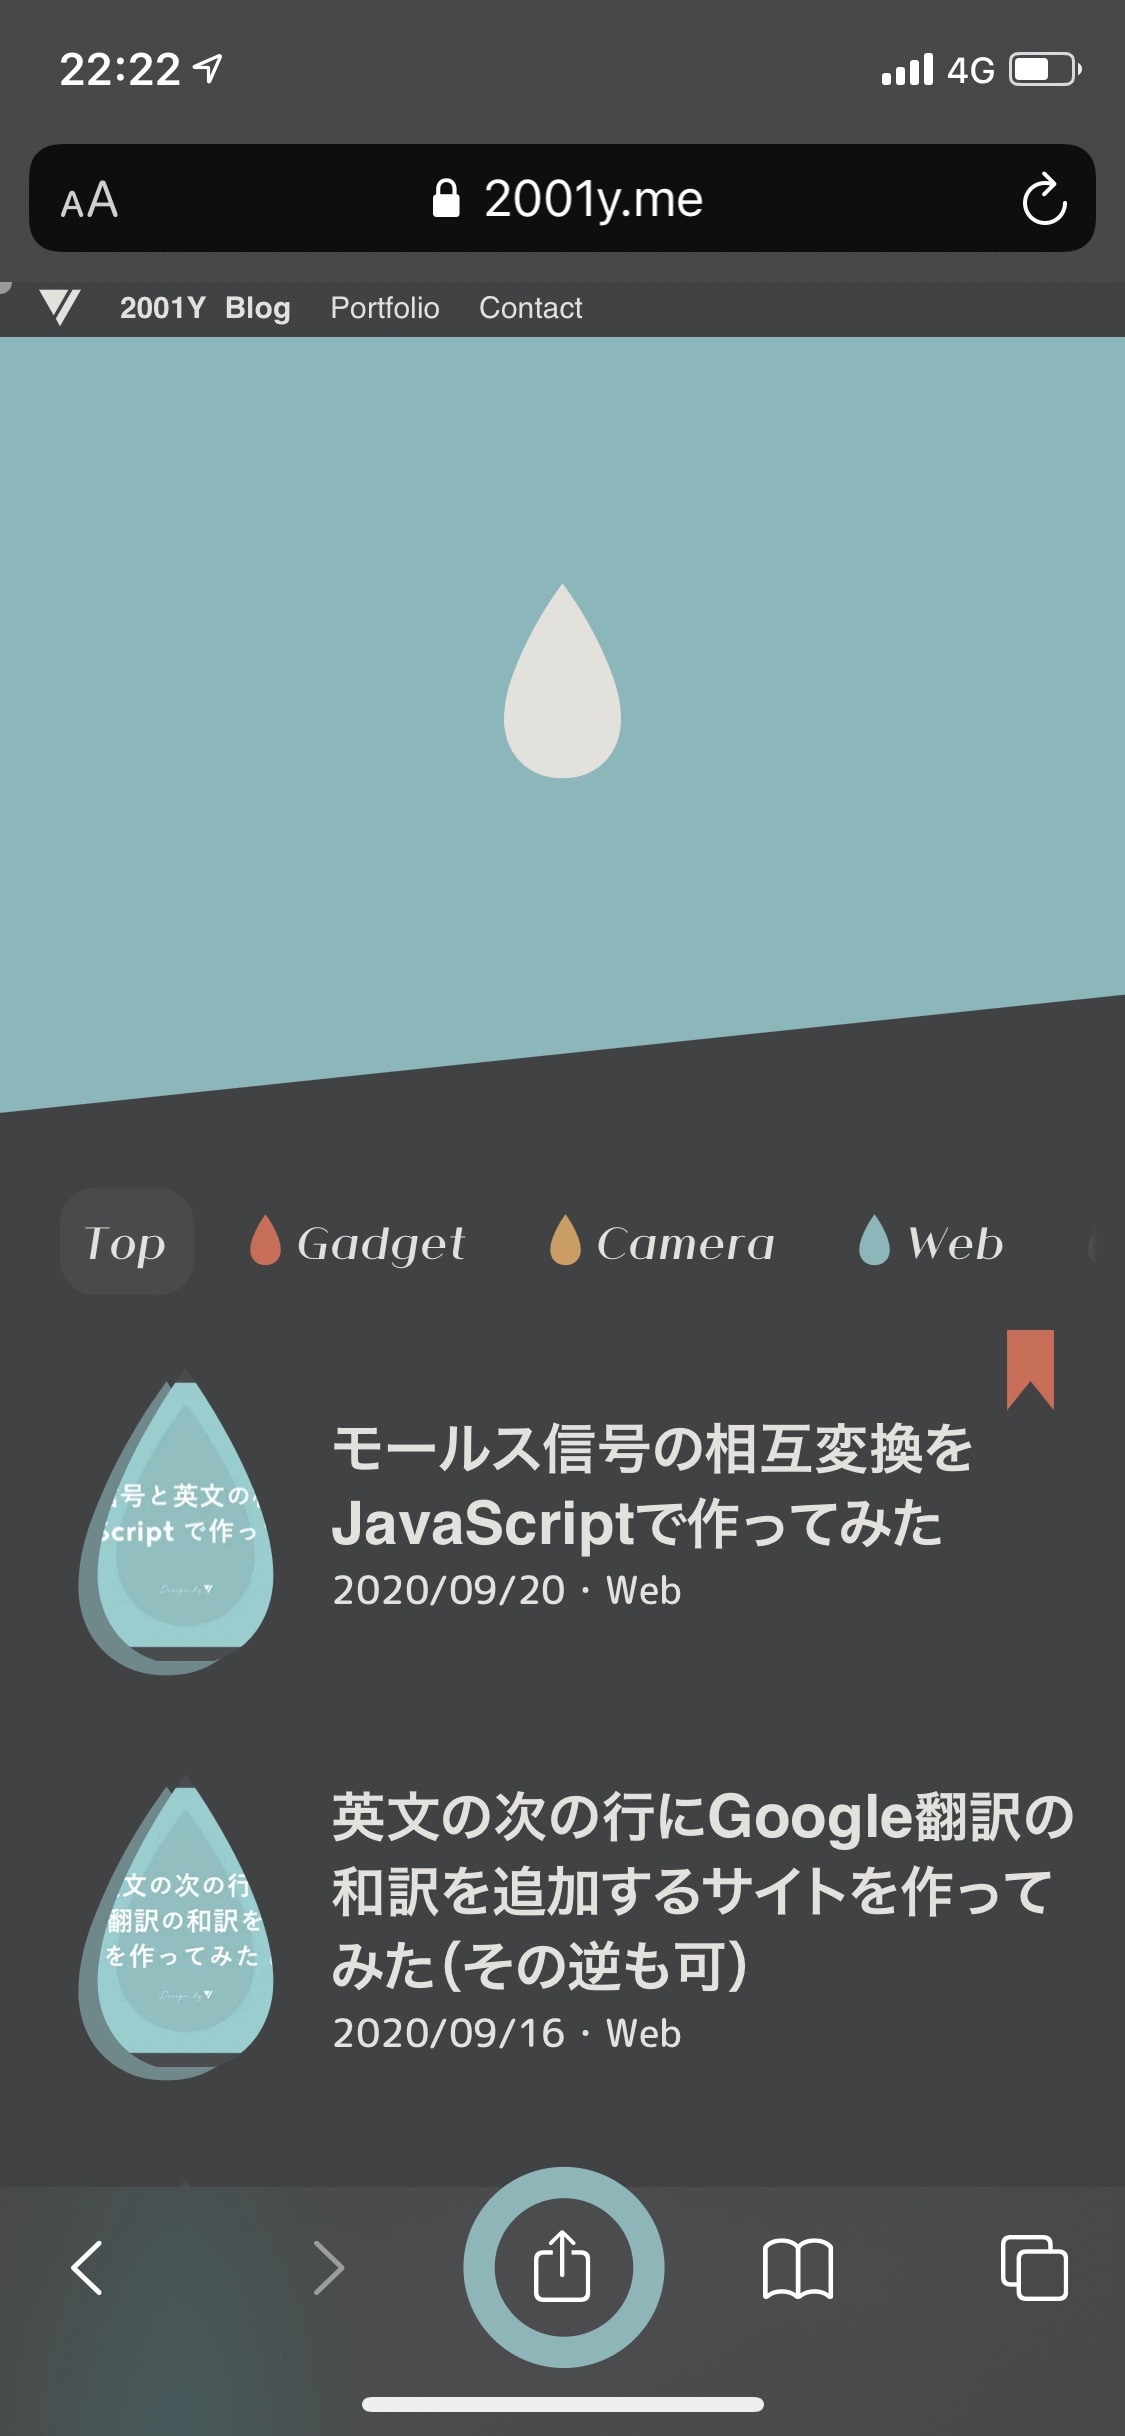 22:22 4G
AA 2001y.me
2001Y Blog Portfolio Contact
Top Gadget Camera Web
号と英文の
Script で作っ
Design by
モールス信号の相互変換を
JavaScriptで作ってみた
2020/09/20 · Web
文の次の行
翻訳の和訳を
を作ってみた
Design by
英文の次の行にGoogle翻訳の
和訳を追加するサイトを作って
みた(その逆も可)
2020/09/16 · Web